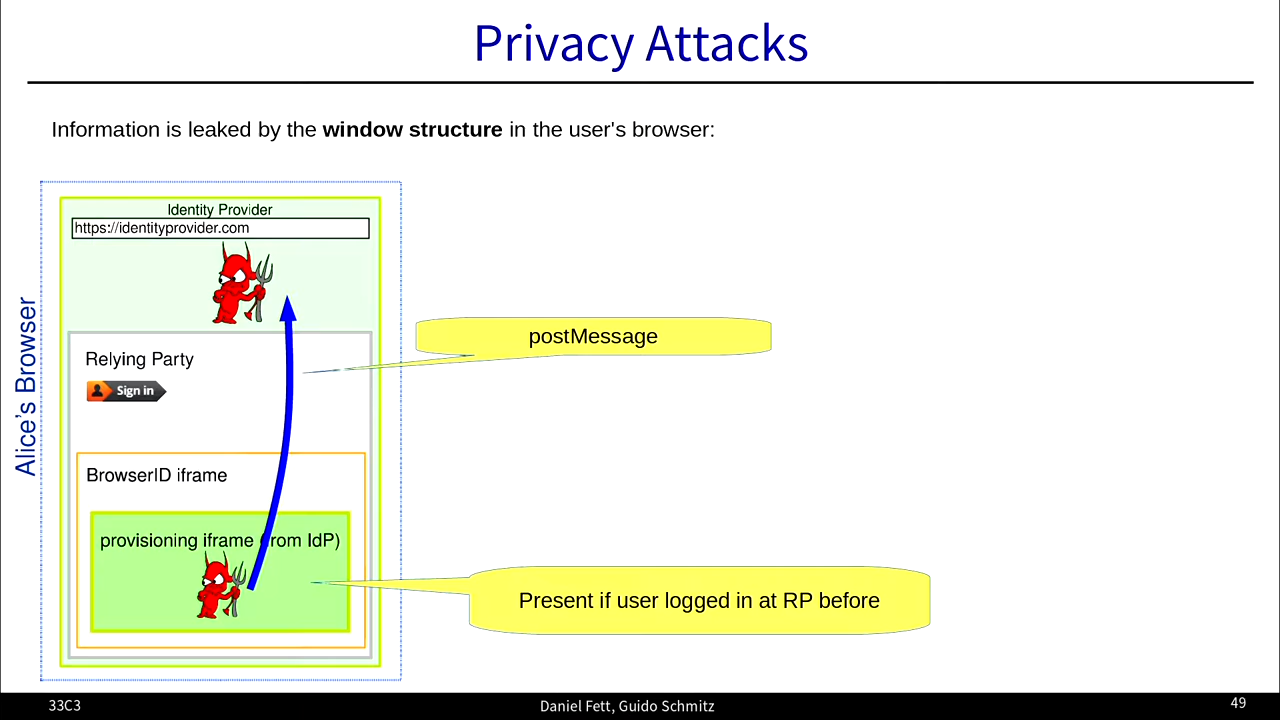 Privacy Attacks
Information is leaked by the window structure in the user's browser:
Alice's Browser
Identity Provider
https://identityprovider.com
postMessage
Relying Party
Sign in
BrowserID iframe
provisioning iframe (from IdP)
Present if user logged in at RP before
33C3
Daniel Fett, Guido Schmitz
49